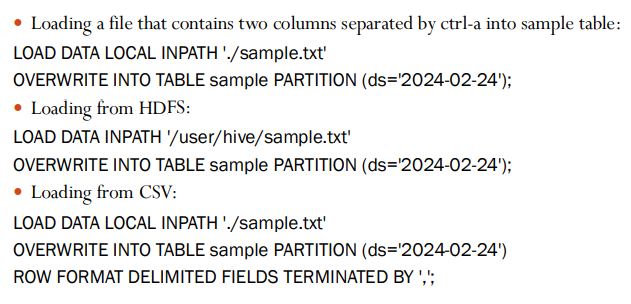 • Loading a file that contains two columns separated by ctrl-a into sample table:
LOAD DATA LOCAL INPATH './sample.txt'
OVERWRITE INTO TABLE sample PARTITION (ds='2024-02-24');
• Loading from HDFS:
LOAD DATA INPATH '/user/hive/sample.txt'
OVERWRITE INTO TABLE sample PARTITION (ds='2024-02-24');
• Loading from CSV:
LOAD DATA LOCAL INPATH './sample.txt'
OVERWRITE INTO TABLE sample PARTITION (ds='2024-02-24')
ROW FORMAT DELIMITED FIELDS TERMINATED BY ',';